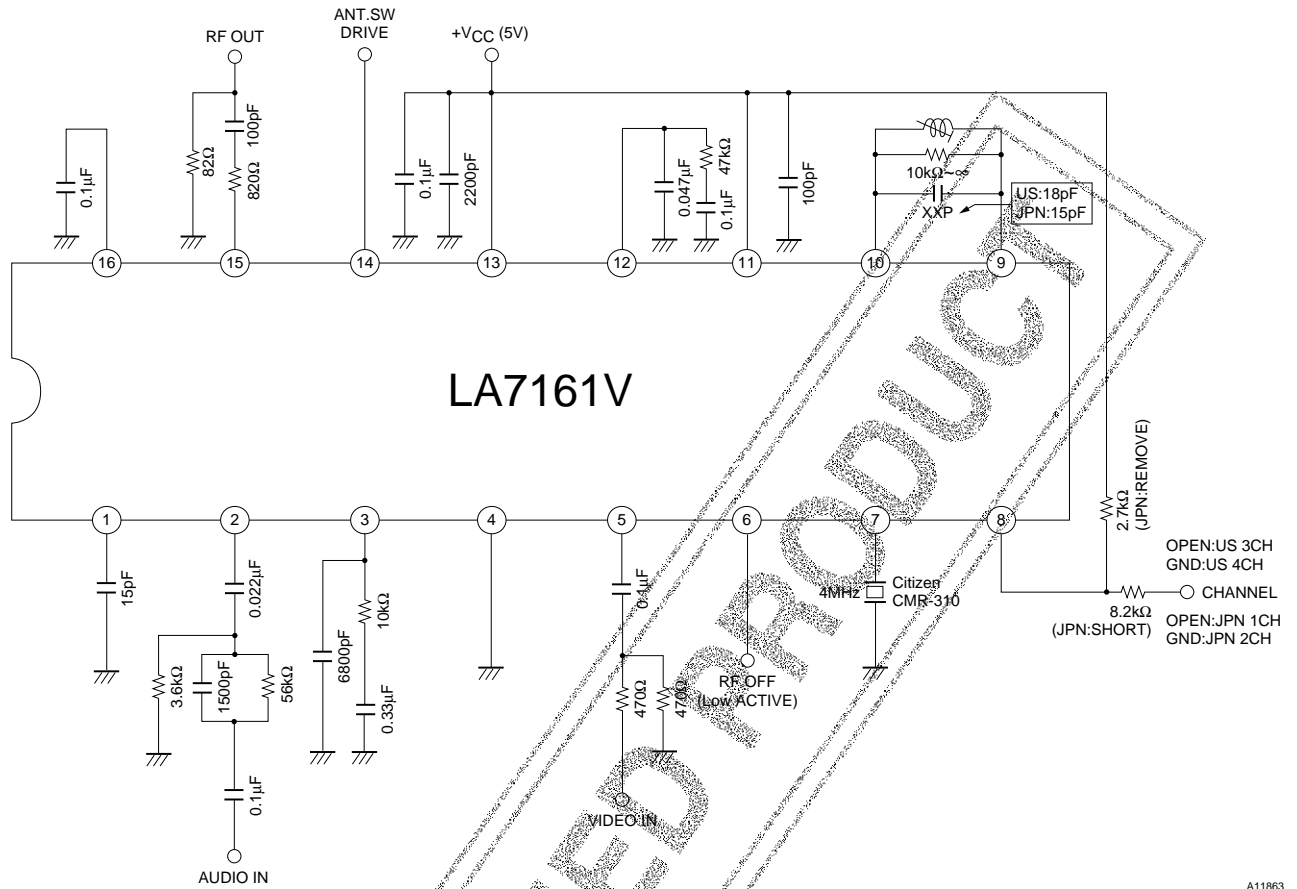 ANT.SW
DRIVE
RF OUT
+VCC (5V)
0.1µF
82Ω
100pF
820Ω
0.1µF
2200pF
0.047µF
47kΩ
0.1µF
100pF
10kΩ~∞
XXP
US:18pF
JPN:15pF
16
15
14
13
12
11
10
9
LA7161V
1
2
3
4
5
6
7
8
2.7kΩ
(JPN:REMOVE)
15pF
0.022µF
3.6kΩ
1500pF
56kΩ
0.1µF
AUDIO IN
6800pF
10kΩ
0.33µF
0.1µF
470Ω
470Ω
VIDEO IN
RF OFF
(Low ACTIVE)
4MHz
Citizen
CMR-310
8.2kΩ
(JPN:SHORT)
OPEN:US 3CH
GND:US 4CH
CHANNEL
OPEN:JPN 1CH
GND:JPN 2CH
PRODUCT
A11863